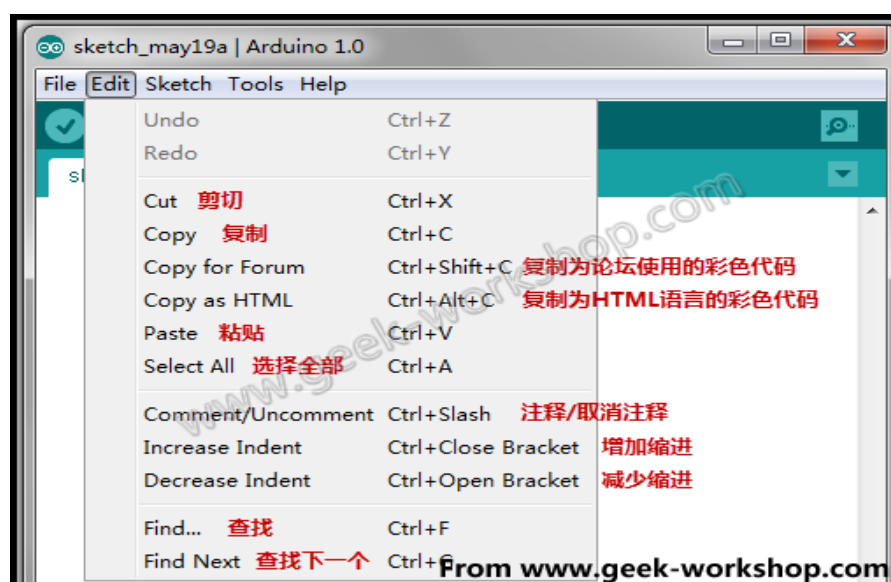 sketch_may19a | Arduino 1.0
File Edit Sketch Tools Help
Undo Ctrl+Z
Redo Ctrl+Y
Cut 剪切 Ctrl+X
Copy 复制 Ctrl+C
Copy for Forum Ctrl+Shift+C 复制为论坛使用的彩色代码
Copy as HTML Ctrl+Alt+C 复制为HTML语言的彩色代码
Paste 粘贴 Ctrl+V
Select All 选择全部 Ctrl+A
Comment/Uncomment Ctrl+Slash 注释/取消注释
Increase Indent Ctrl+Close Bracket 增加缩进
Decrease Indent Ctrl+Open Bracket 减少缩进
Find... 查找 Ctrl+F
Find Next 查找下一个
From www.geek-workshop.com
www.geek-workshop.com